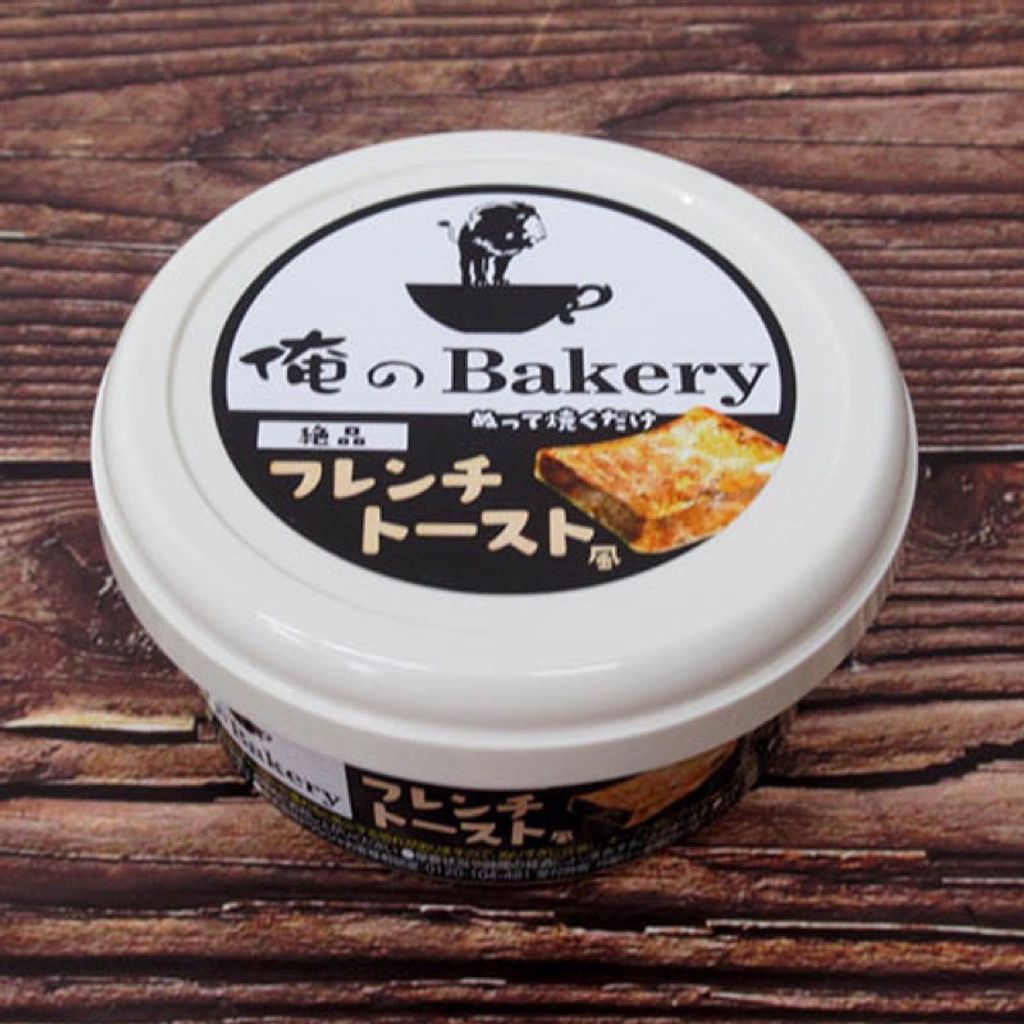 俺のBakery
ぬって焼くだけ
絶品
フレンチ
トースト風
Bakery
フレンチ
トースト風